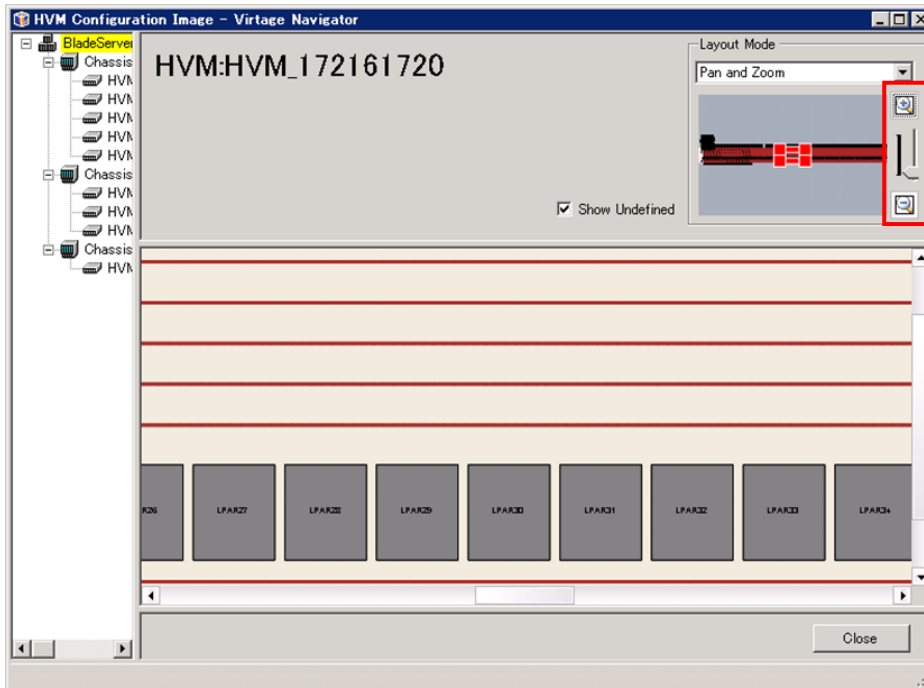 HVM Configuration Image - Virtage Navigator
BladeServer
Chassis
HVM
HVM
HVM
HVM
HVM
Chassis
HVM
HVM
HVM
Chassis
HVM
HVM:HVM_172161720
Layout Mode
Pan and Zoom
Show Undefined
R26 LPAR27 LPAR28 LPAR29 LPAR30 LPAR31 LPAR32 LPAR33 LPAR34
Close